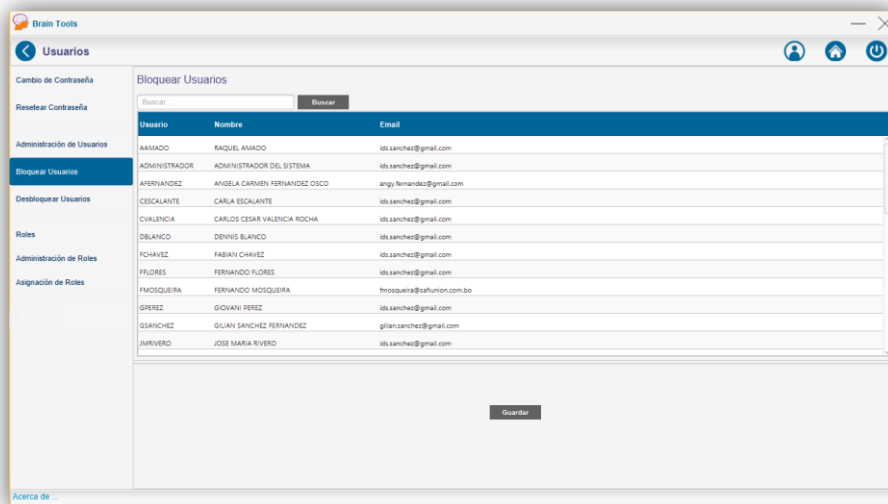 Brain Tools
Usuarios
Cambio de Contraseña
Resetear Contraseña
Administración de Usuarios
Bloquear Usuarios
Desbloquear Usuarios
Roles
Administración de Roles
Asignación de Roles
Bloquear Usuarios
Buscar ... Buscar
Usuario Nombre Email
AAMADO RAQUEL AMADO ids.sanchez@gmail.com
ADMINISTRADOR ADMINISTRADOR DEL SISTEMA ids.sanchez@gmail.com
AFERNANDEZ ANGELA CARMEN FERNANDEZ OSCO angy.fernandez@gmail.com
CESCALANTE CARLA ESCALANTE ids.sanchez@gmail.com
CVALENCIA CARLOS CESAR VALENCIA ROCHA ids.sanchez@gmail.com
DBLANCO DENNIS BLANCO ids.sanchez@gmail.com
FCHAVEZ FABIAN CHAVEZ ids.sanchez@gmail.com
FFLORES FERNANDO FLORES ids.sanchez@gmail.com
FMOSQUEIRA FERNANDO MOSQUEIRA fmosqueira@safiunion.com.bo
GPEREZ GIOVANI PEREZ ids.sanchez@gmail.com
GSANCHEZ GILIAN SANCHEZ FERNANDEZ gilian.sanchez@gmail.com
JMRIVERO JOSE MARIA RIVERO ids.sanchez@gmail.com
Guardar
Acerca de ...